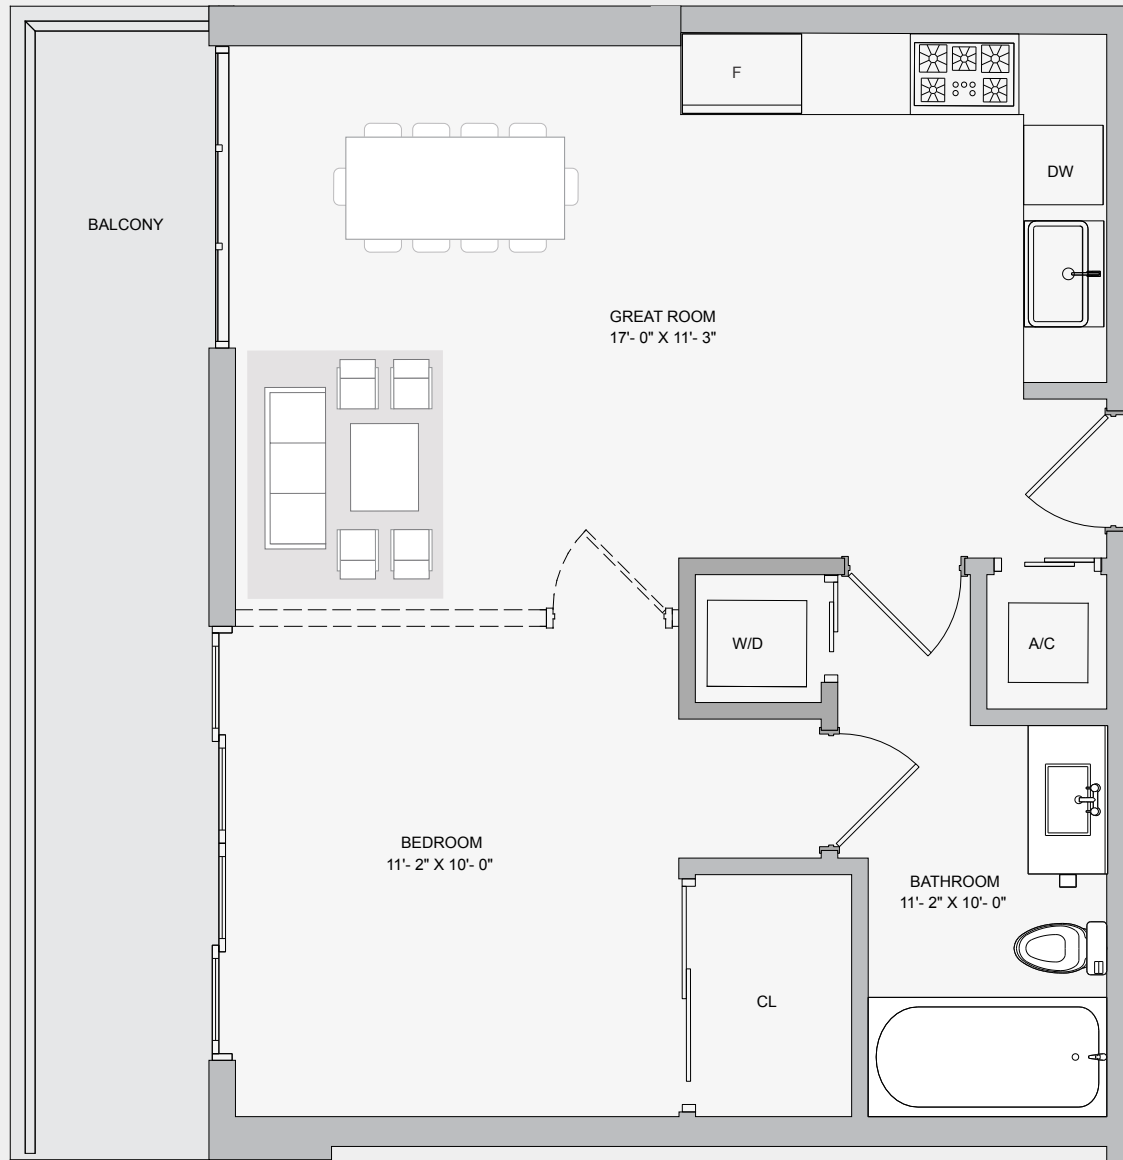 F
DW
BALCONY
GREAT ROOM
17'- 0" X 11'- 3"
W/D
A/C
BEDROOM
11'- 2" X 10'- 0"
BATHROOM
11'- 2" X 10'- 0"
CL